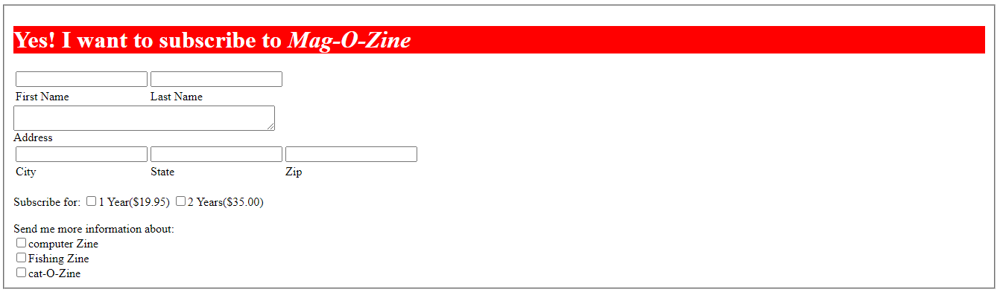 Yes! I want to subscribe to Mag-O-Zine
First Name Last Name
Address
City State Zip
Subscribe for: 1 Year($19.95) 2 Years($35.00)
Send me more information about:
computer Zine
Fishing Zine
cat-O-Zine